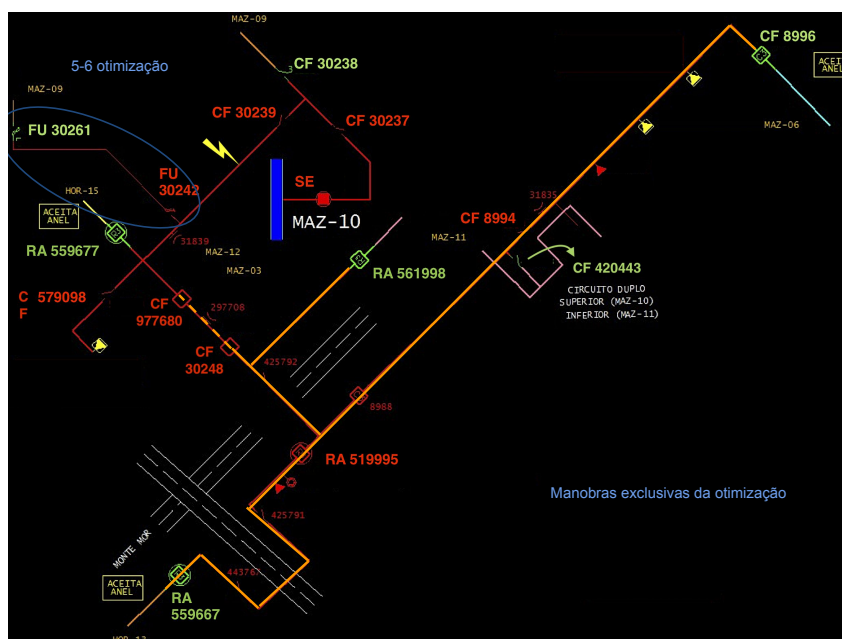 MAZ-09
CF 8996
5-6 otimização
CF 30238
ACEITA
ANEL
MAZ-09
CF 30239
CF 30237
FU 30261
MAZ-06
FU
30242
SE
HOR-15
31835
ACEITA
ANEL
MAZ-10
CF 8994
31839
MAZ-11
RA 559677
MAZ-12
RA 561998
CF 420443
MAZ-03
C 579098
F
CF
977680
CIRCUITO DUPLO
SUPERIOR (MAZ-10)
INFERIOR (MAZ-11)
297708
CF
30248
425792
8988
RA 519995
Manobras exclusivas da otimização
425791
MONTE MOR
443767
ACEITA
ANEL
RA
559667
HOR-13